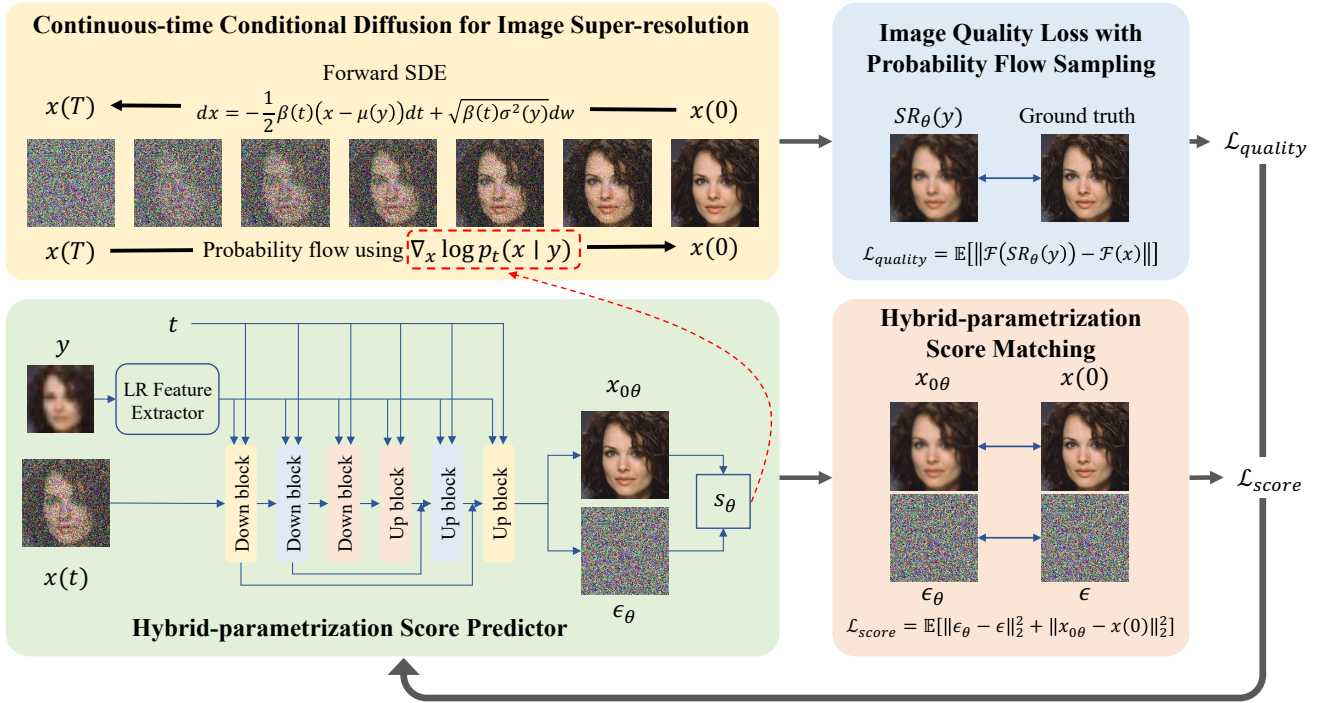 Continuous-time Conditional Diffusion for Image Super-resolution
Forward SDE
x(T)
dx = −1/2 β(t)(x − μ(y))dt + √(β(t)σ²(y))dw
x(0)
x(T)
Probability flow using ∇ₓ log pₜ(x | y)
x(0)
Image Quality Loss with
Probability Flow Sampling
SR_θ(y)
Ground truth
ℒ_quality = 𝔼[‖ℱ(SR_θ(y)) − ℱ(x)‖]
ℒ_quality
t
y
LR Feature
Extractor
x(t)
Down block
Down block
Down block
Up block
Up block
Up block
x_0θ
ϵ_θ
s_θ
Hybrid-parametrization Score Predictor
Hybrid-parametrization
Score Matching
x_0θ
x(0)
ϵ_θ
ϵ
ℒ_score = 𝔼[‖ϵ_θ − ϵ‖₂² + ‖x_0θ − x(0)‖₂²]
ℒ_score